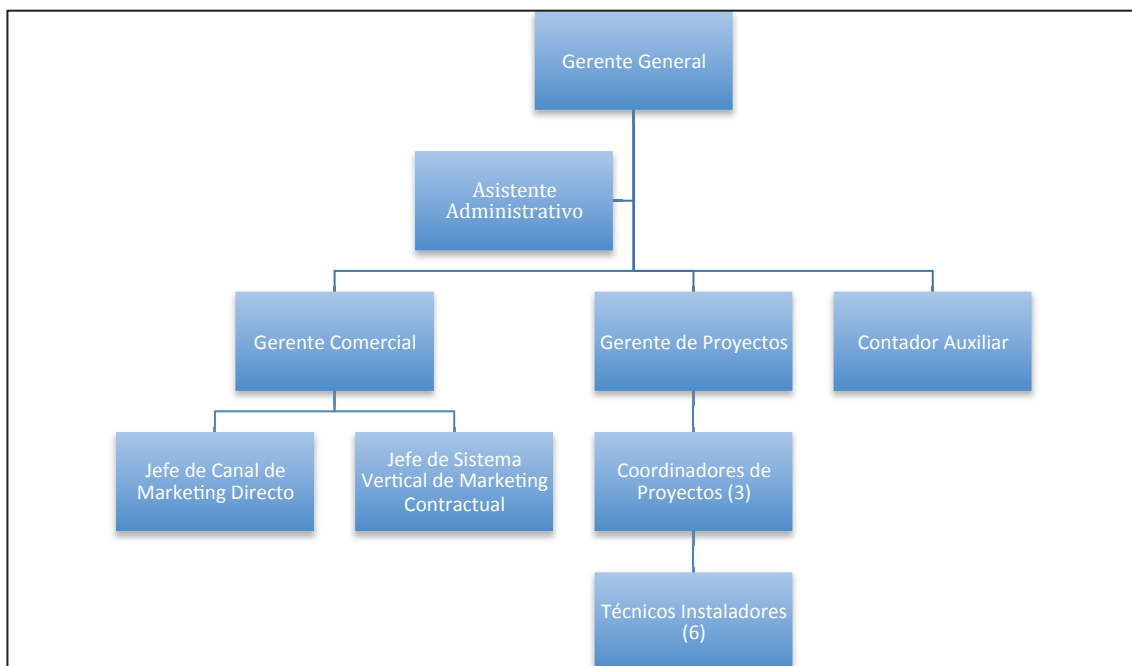 Gerente General
Asistente
Administrativo
Gerente Comercial
Gerente de Proyectos
Contador Auxiliar
Jefe de Canal de
Marketing Directo
Jefe de Sistema
Vertical de Marketing
Contractual
Coordinadores de
Proyectos (3)
Técnicos Instaladores
(6)